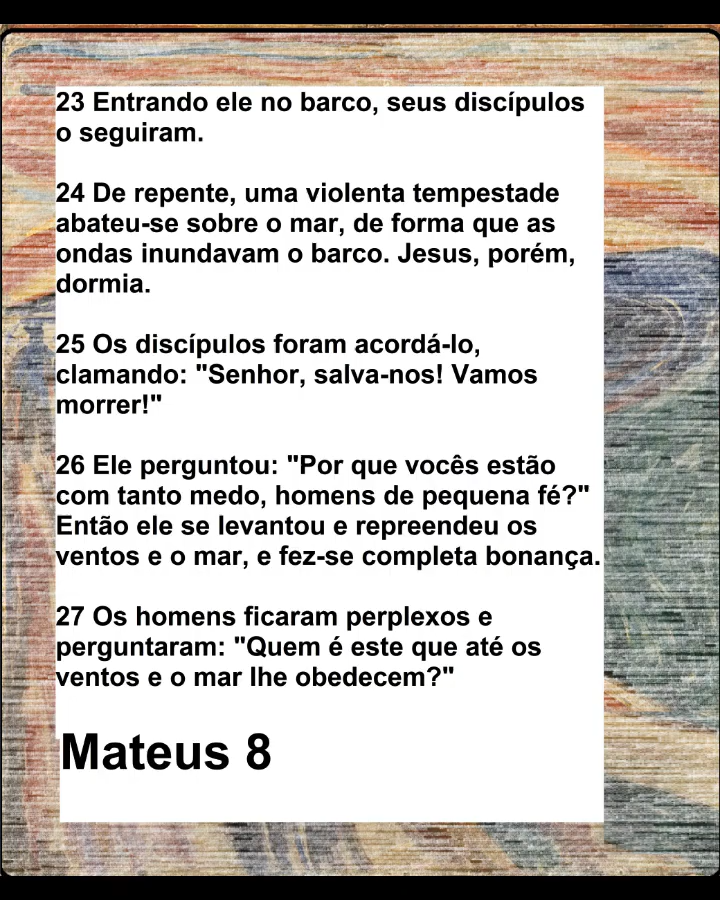 23 Entrando ele no barco, seus discípulos
o seguiram.
24 De repente, uma violenta tempestade
abateu-se sobre o mar, de forma que as
ondas inundavam o barco. Jesus, porém,
dormia.
25 Os discípulos foram acordá-lo,
clamando: "Senhor, salva-nos! Vamos
morrer!"
26 Ele perguntou: "Por que vocês estão
com tanto medo, homens de pequena fé?"
Então ele se levantou e repreendeu os
ventos e o mar, e fez-se completa bonança.
27 Os homens ficaram perplexos e
perguntaram: "Quem é este que até os
ventos e o mar lhe obedecem?"
Mateus 8